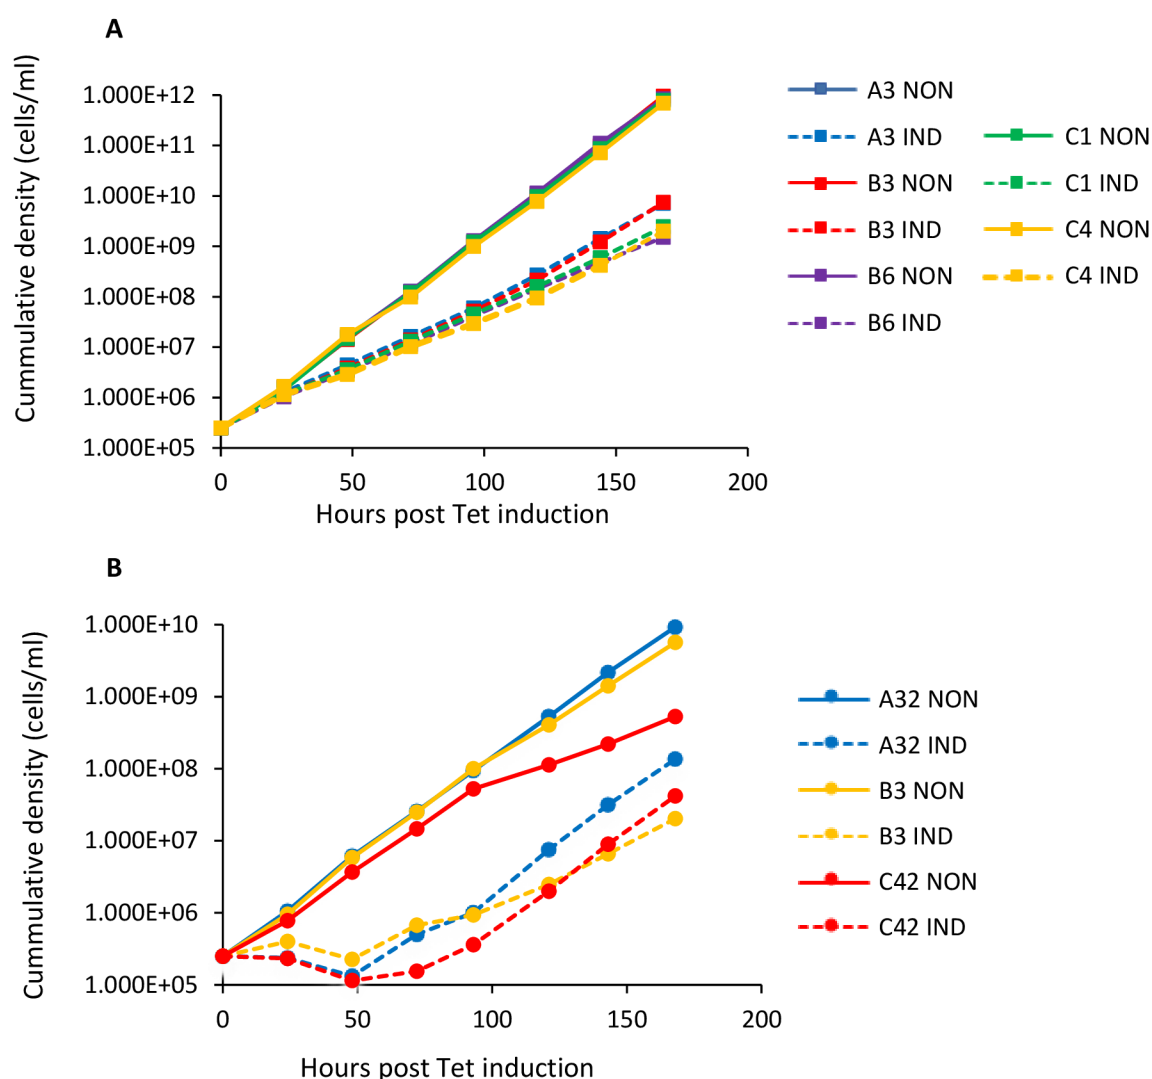 A
Cummulative density (cells/ml)
1.000E+12
1.000E+11
1.000E+10
1.000E+09
1.000E+08
1.000E+07
1.000E+06
1.000E+05
0
50
100
150
200
Hours post Tet induction
A3 NON
A3 IND
B3 NON
B3 IND
B6 NON
B6 IND
C1 NON
C1 IND
C4 NON
C4 IND
B
Cummulative density (cells/ml)
1.000E+10
1.000E+09
1.000E+08
1.000E+07
1.000E+06
1.000E+05
0
50
100
150
200
Hours post Tet induction
A32 NON
A32 IND
B3 NON
B3 IND
C42 NON
C42 IND